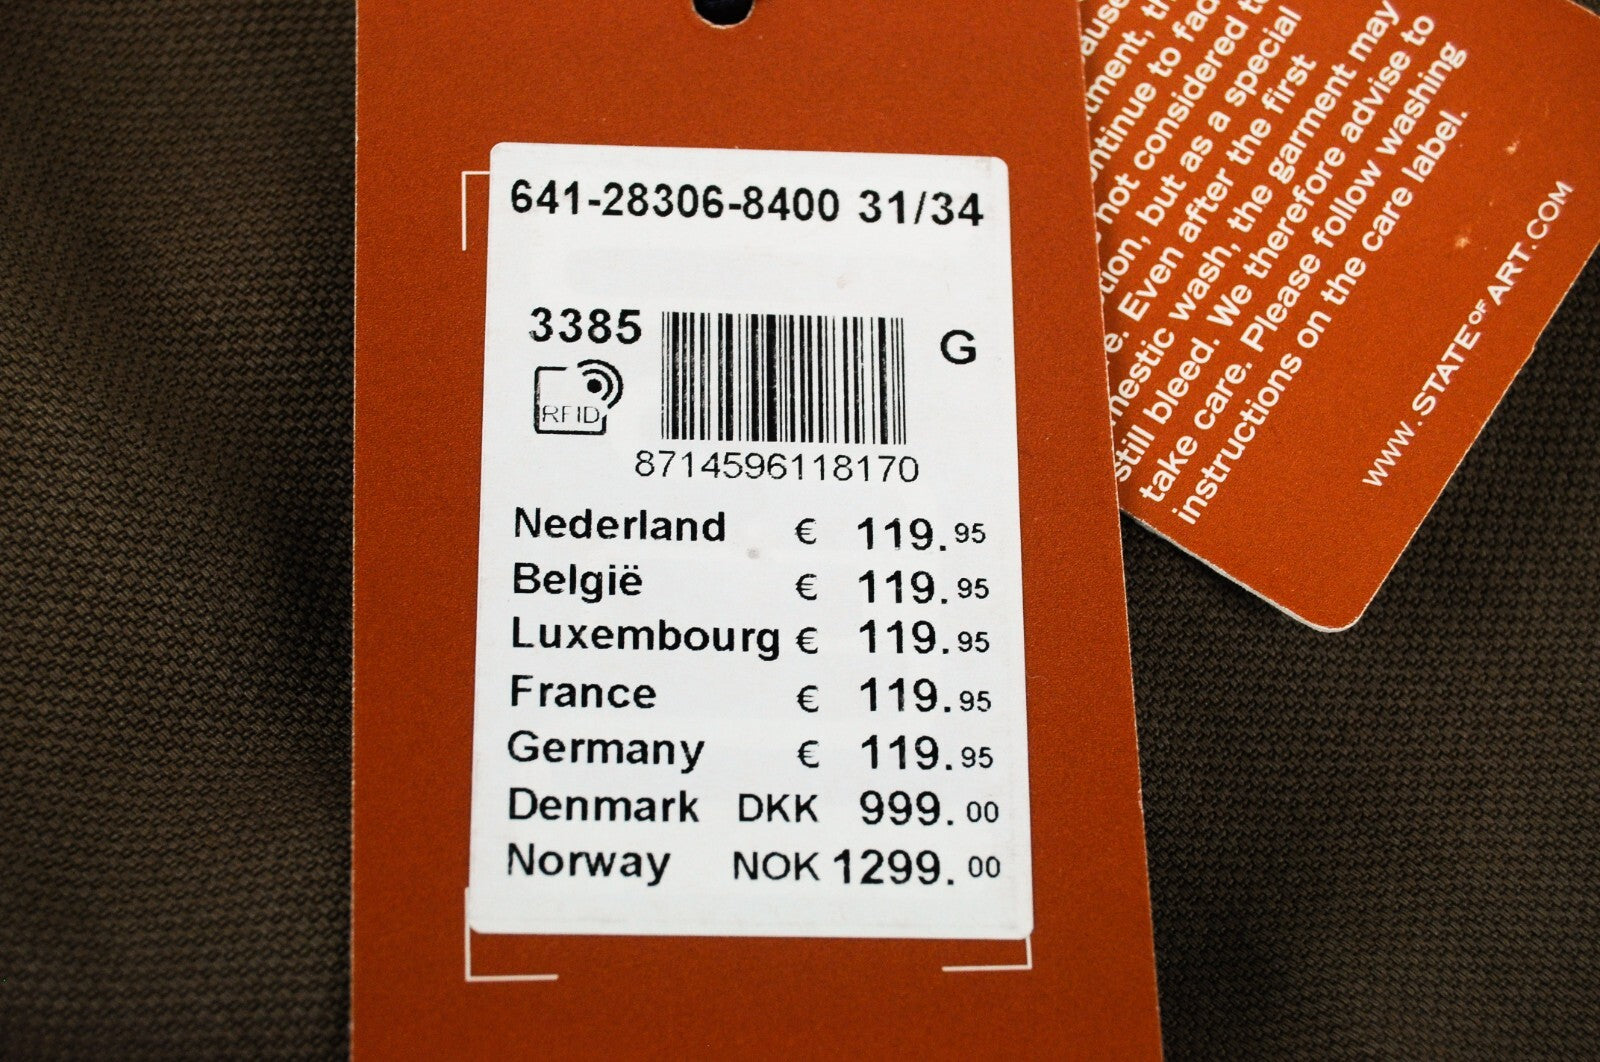 641-28306-8400 31/34
3385
G
RFID
8714596118170
Nederland € 119.95
België € 119.95
Luxembourg € 119.95
France € 119.95
Germany € 119.95
Denmark DKK 999.00
Norway NOK 1299.00
not considered
but as a special
Even after the first
wash, the garment may
still bleed. We therefore advise to
take care. Please follow washing
instructions on the care label.
www.STATEOFART.COM